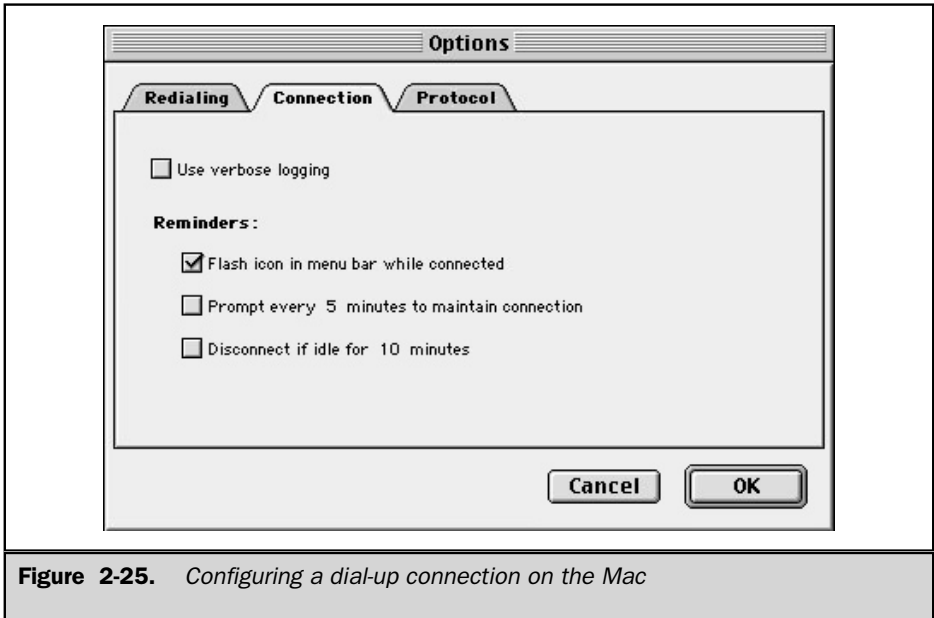 Options
Redialing Connection Protocol
Use verbose logging
Reminders:
Flash icon in menu bar while connected
Prompt every 5 minutes to maintain connection
Disconnect if idle for 10 minutes
Cancel OK
Figure 2-25. Configuring a dial-up connection on the Mac